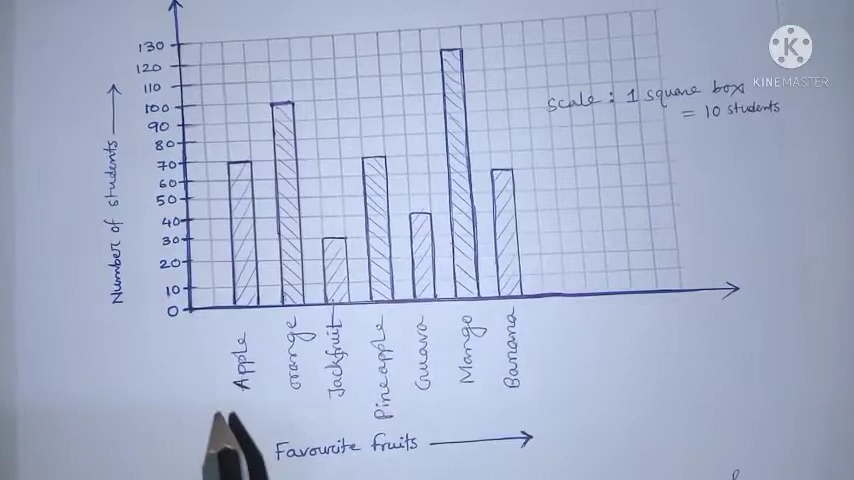 130
120
110
100
90
80
70
60
50
40
30
20
10
0
Number of students
scale : 1 square box
= 10 students
KINEMASTER
Apple
orange
Jackfruit
Pineapple
Guava
Mango
Banana
Favourite fruits